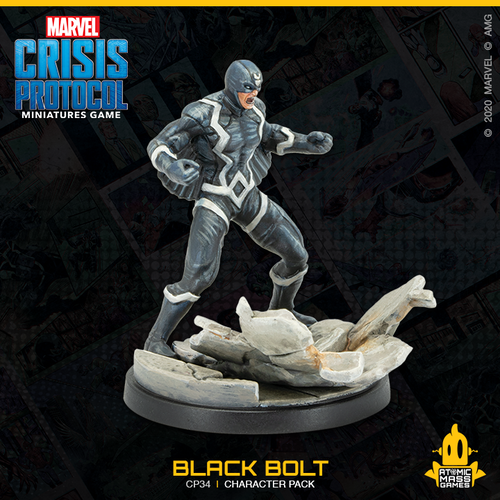 MARVEL
CRISIS
PROTOCOL
MINIATURES GAME
© 2020 MARVEL © AMG
BLACK BOLT
CP34 | CHARACTER PACK
ATOMIC
MASS
GAMES